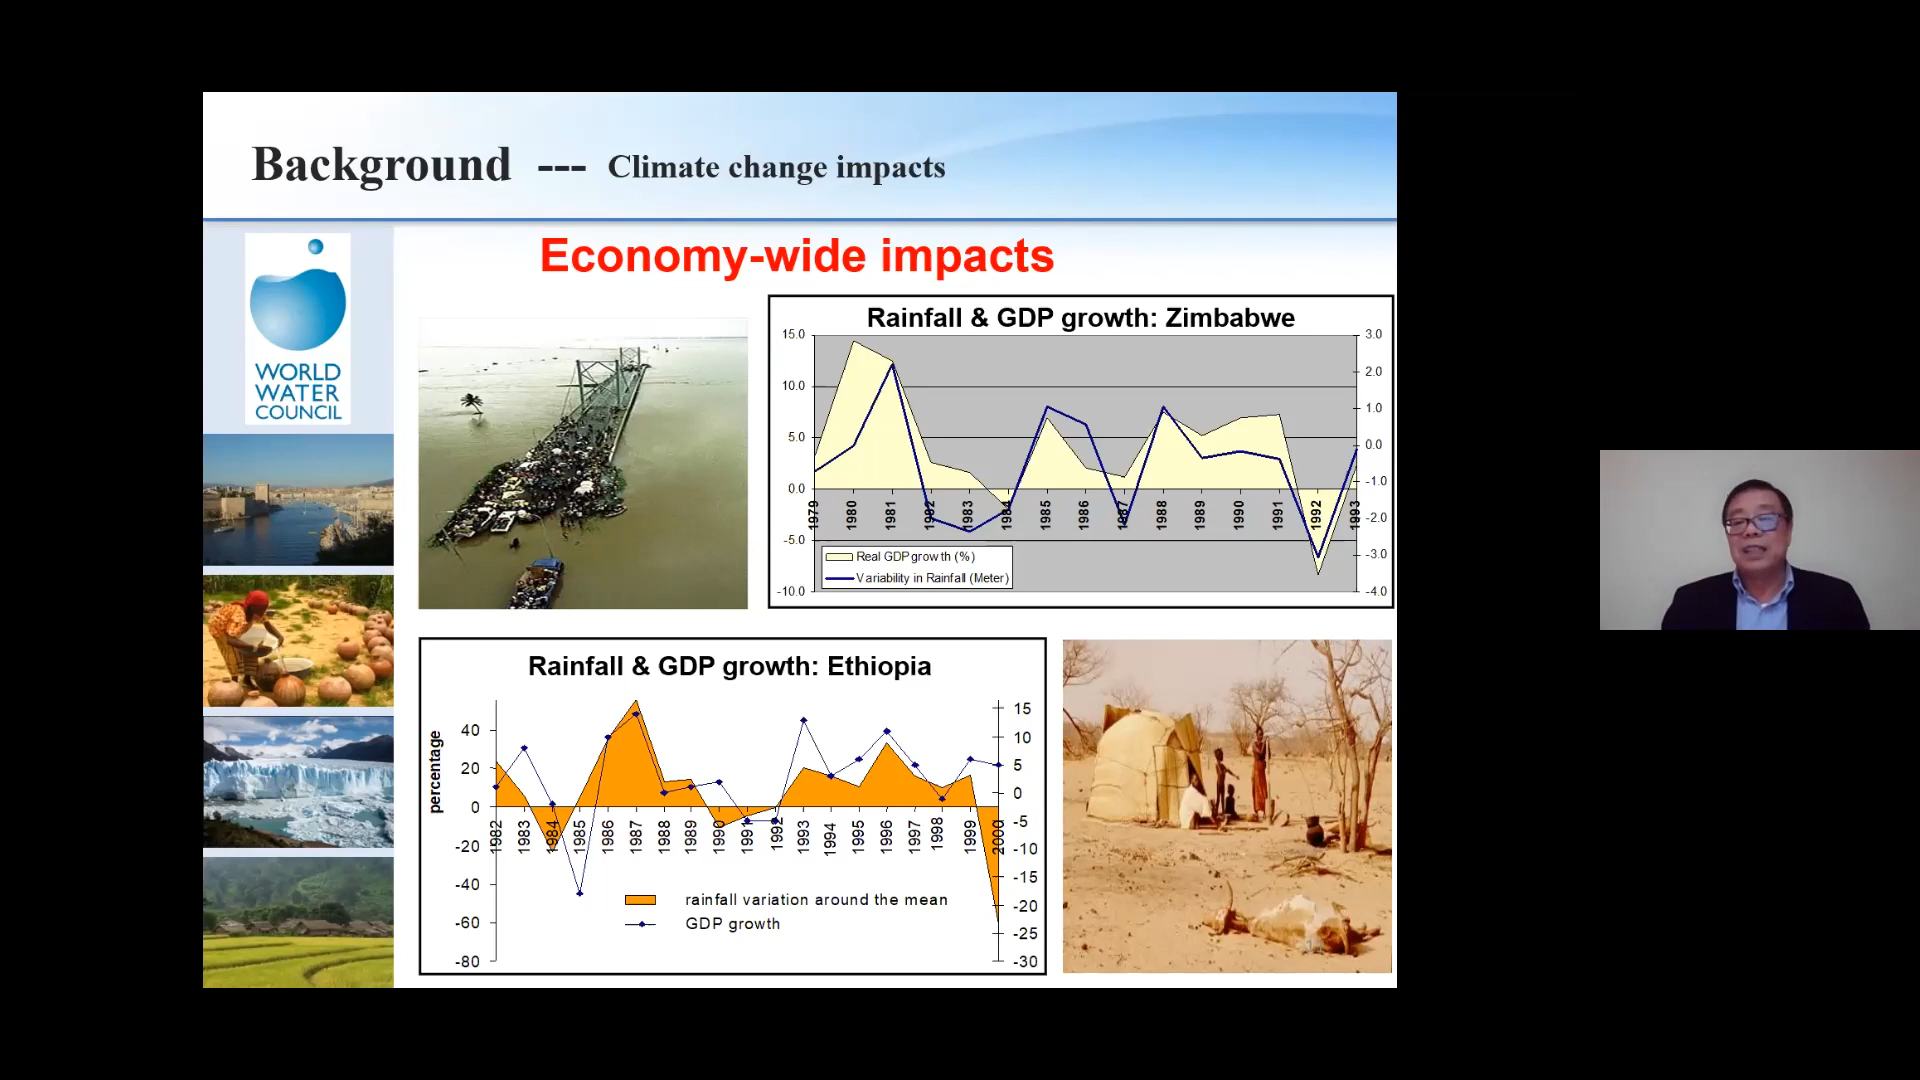 Background --- Climate change impacts
WORLD
WATER
COUNCIL
Economy-wide impacts
Rainfall & GDP growth: Zimbabwe
15.0
10.0
5.0
0.0
-5.0
-10.0
3.0
2.0
1.0
0.0
-1.0
-2.0
-3.0
-4.0
1979 1980 1981 1982 1983 1984 1985 1986 1987 1988 1989 1990 1991 1992 1993
Real GDP growth (%)
Variability in Rainfall (Meter)
Rainfall & GDP growth: Ethiopia
percentage
40
20
0
-20
-40
-60
-80
15
10
5
0
-5
-10
-15
-20
-25
-30
1982 1983 1984 1985 1986 1987 1988 1989 1990 1991 1992 1993 1994 1995 1996 1997 1998 1999 2000
rainfall variation around the mean
GDP growth